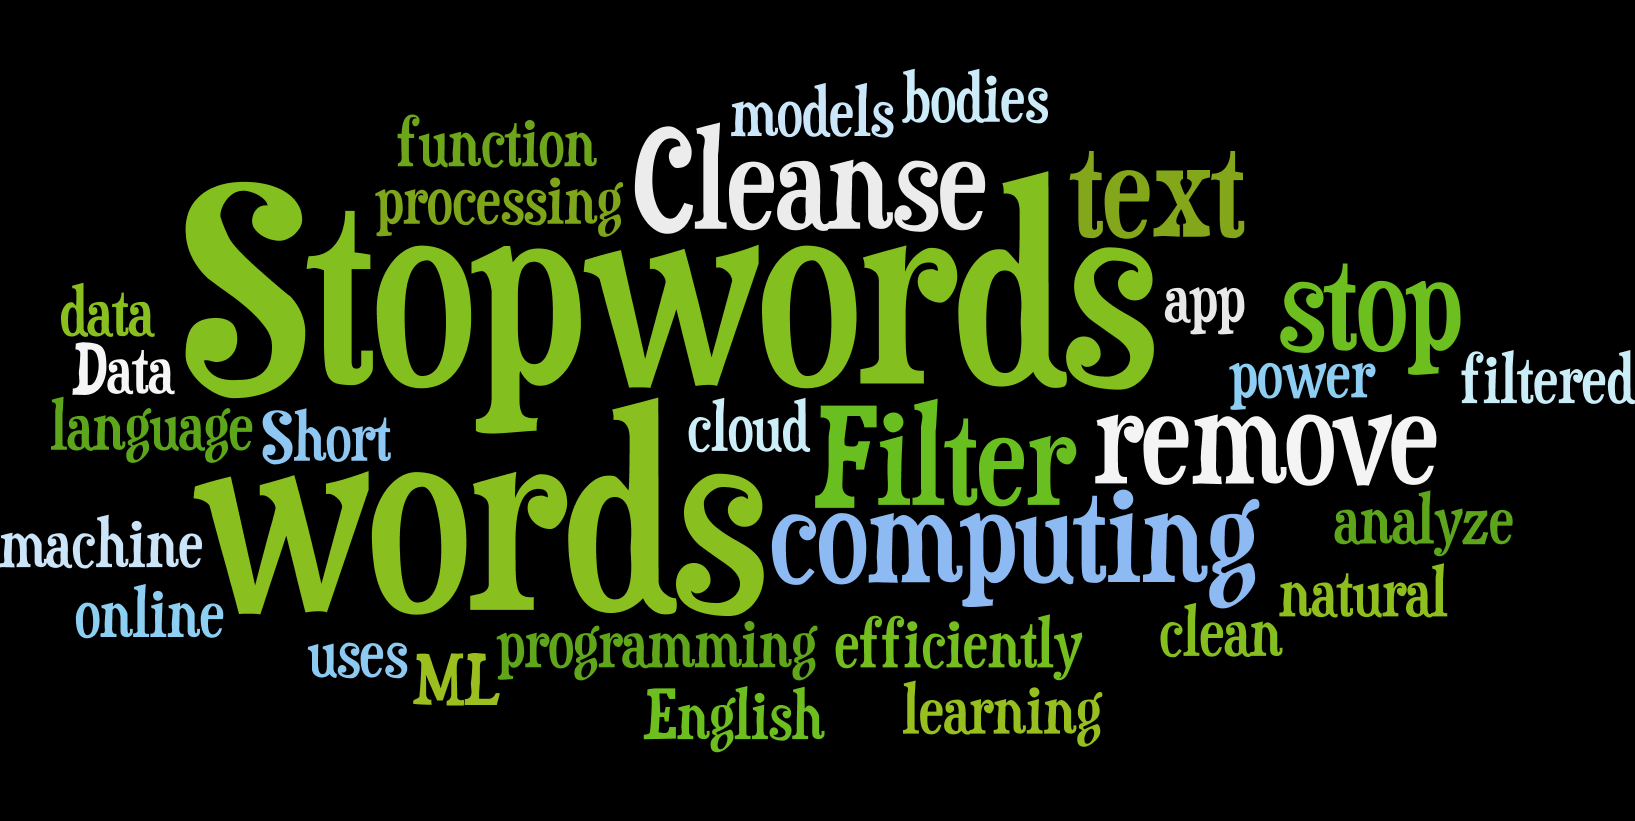 models bodies
function
Cleanse
text
processing
Stopwords
data
app
stop
Data
power
filtered
language
Short
cloud
Filter
remove
words
machine
computing
analyze
online
natural
uses
ML
programming
efficiently
clean
English
learning